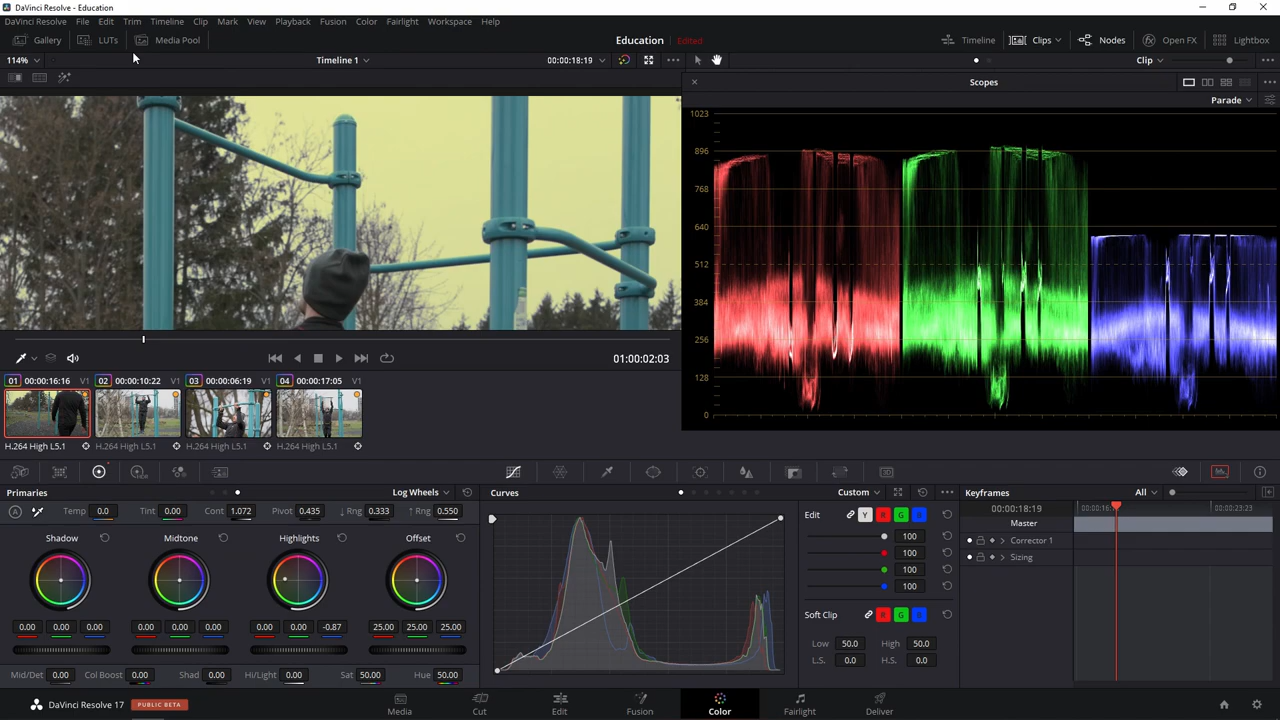 DaVinci Resolve - Education
DaVinci Resolve File Edit Trim Timeline Clip Mark View Playback Fusion Color Fairlight Workspace Help
Gallery LUTs Media Pool Education Edited Timeline Clips Nodes Open FX Lightbox
114% Timeline 1 00:00:18:19 Clip
Scopes
Parade
1023
896
768
640
512
384
256
128
0
01:00:02:03
01 00:00:16:16 V1 02 00:00:10:22 V1 03 00:00:06:19 V1 04 00:00:17:05 V1
H.264 High L5.1 H.264 High L5.1 H.264 High L5.1 H.264 High L5.1
Primaries Log Wheels Curves Custom Keyframes All
Temp 0.0 Tint 0.00 Cont 1.072 Pivot 0.435 ↓ Rng 0.333 ↑ Rng 0.550
Edit Y R G B
00:00:18:19 00:00:16: 00:00:23:23
Master
Shadow Midtone Highlights Offset
100
100
100
100
Corrector 1
Sizing
Soft Clip R G B
0.00 0.00 0.00 0.00 0.00 0.00 0.00 0.00 -0.87 25.00 25.00 25.00
Low 50.0 High 50.0
L.S. 0.0 H.S. 0.0
Mid/Det 0.00 Col Boost 0.00 Shad 0.00 Hi/Light 0.00 Sat 50.00 Hue 50.00
DaVinci Resolve 17 PUBLIC BETA
Media Cut Edit Fusion Color Fairlight Deliver